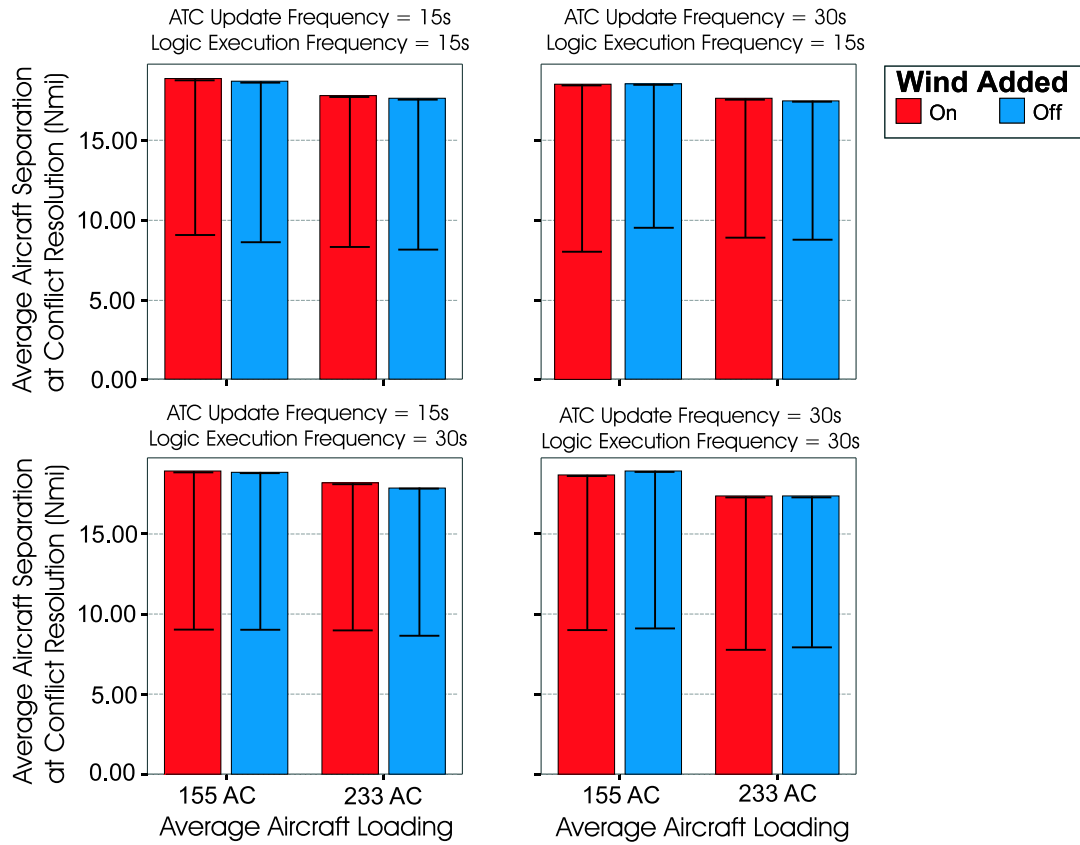 ATC Update Frequency = 15s
Logic Execution Frequency = 15s
ATC Update Frequency = 30s
Logic Execution Frequency = 15s
Wind Added
On
Off
Average Aircraft Separation
at Conflict Resolution (Nmi)
15.00
10.00
5.00
0.00
ATC Update Frequency = 15s
Logic Execution Frequency = 30s
ATC Update Frequency = 30s
Logic Execution Frequency = 30s
Average Aircraft Separation
at Conflict Resolution (Nmi)
15.00
10.00
5.00
0.00
155 AC
233 AC
155 AC
233 AC
Average Aircraft Loading
Average Aircraft Loading